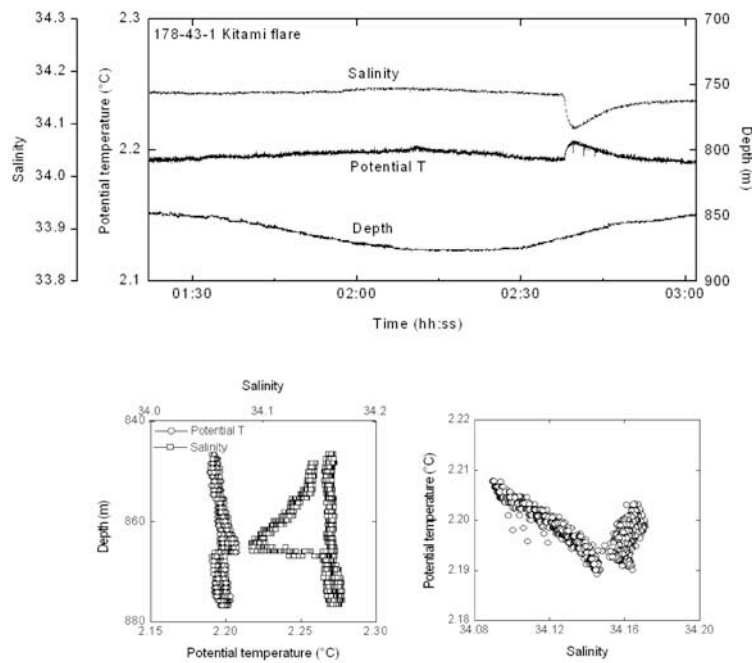 178-43-1 Kitami flare
Salinity
Potential T
Depth
34.3
34.2
34.1
34.0
33.9
33.8
Salinity
2.3
2.2
2.1
Potential temperature (°C)
700
750
800
850
900
Depth (m)
01:30 02:00 02:30 03:00
Time (hh:ss)
Salinity
34.0 34.1 34.2
Potential T
Salinity
840
860
880
Depth (m)
2.15 2.20 2.25 2.30
Potential temperature (°C)
2.22
2.21
2.20
2.19
2.18
Potential temperature (°C)
34.08 34.12 34.16 34.20
Salinity